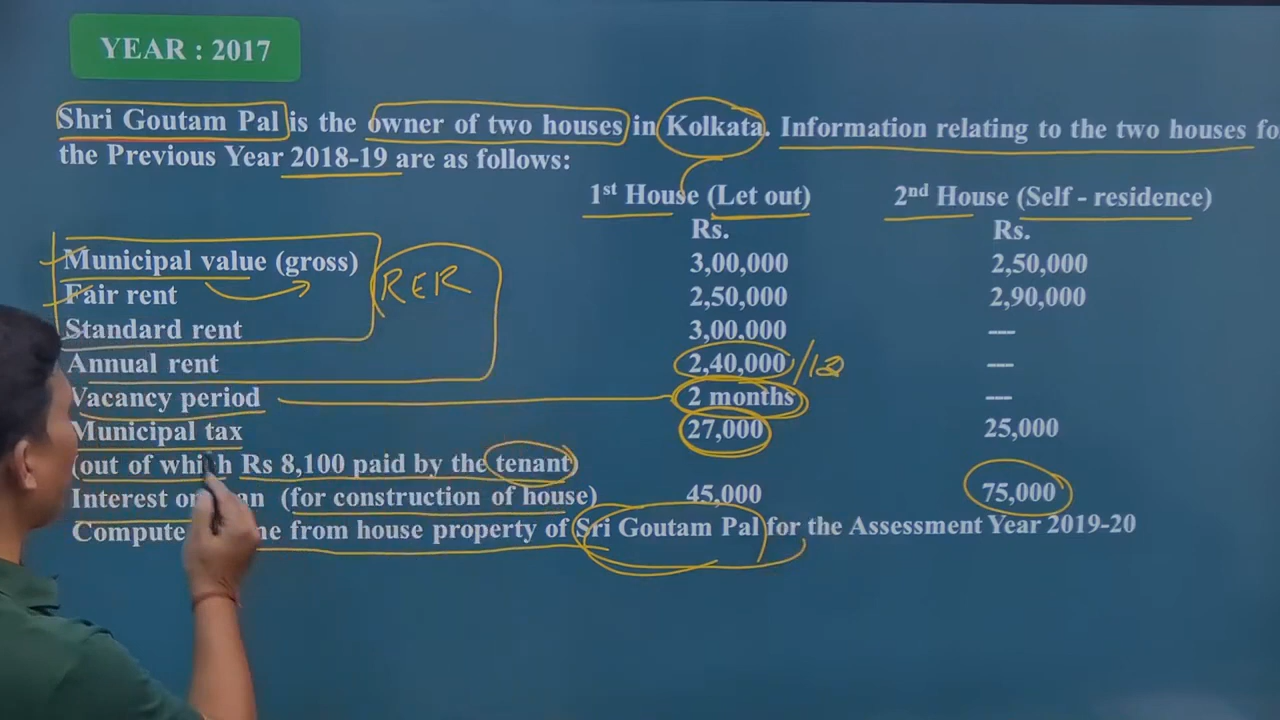 YEAR : 2017
Shri Goutam Pal is the owner of two houses in Kolkata. Information relating to the two houses fo
the Previous Year 2018-19 are as follows:
1st House (Let out) 2nd House (Self - residence)
Rs. Rs.
Municipal value (gross) 3,00,000 2,50,000
RER
Fair rent 2,50,000 2,90,000
Standard rent 3,00,000 ---
Annual rent 2,40,000 /12 ---
Vacancy period 2 months ---
Municipal tax 27,000 25,000
(out of which Rs 8,100 paid by the tenant)
Interest on (for construction of house) 45,000 75,000
Compute house property of Sri Goutam Pal for the Assessment Year 2019-20